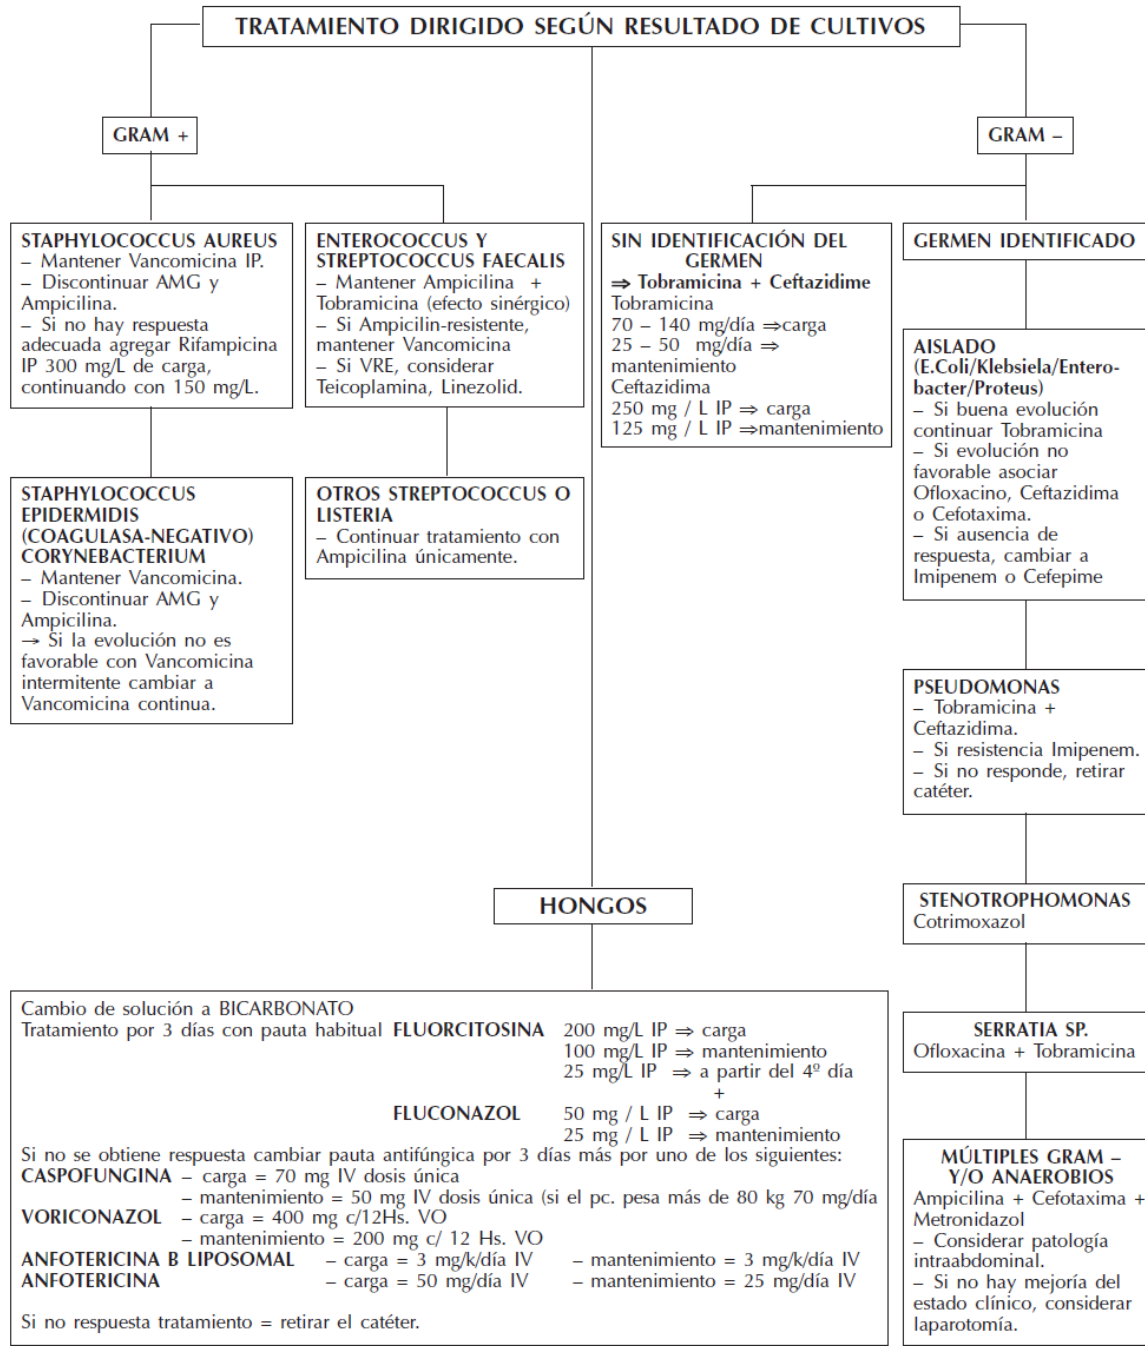 TRATAMIENTO DIRIGIDO SEGÚN RESULTADO DE CULTIVOS
GRAM +
GRAM –
STAPHYLOCOCCUS AUREUS
– Mantener Vancomicina IP.
– Discontinuar AMG y
Ampicilina.
– Si no hay respuesta
adecuada agregar Rifampicina
IP 300 mg/L de carga,
continuando con 150 mg/L.
ENTEROCOCCUS Y
STREPTOCOCCUS FAECALIS
– Mantener Ampicilina +
Tobramicina (efecto sinérgico)
– Si Ampicilin-resistente,
mantener Vancomicina
– Si VRE, considerar
Teicoplamina, Linezolid.
SIN IDENTIFICACIÓN DEL
GERMEN
⇒ Tobramicina + Ceftazidime
Tobramicina
70 – 140 mg/día ⇒carga
25 – 50 mg/día ⇒
mantenimiento
Ceftazidima
250 mg / L IP ⇒ carga
125 mg / L IP ⇒mantenimiento
GERMEN IDENTIFICADO
AISLADO
(E.Coli/Klebsiela/Entero-
bacter/Proteus)
– Si buena evolución
continuar Tobramicina
– Si evolución no
favorable asociar
Ofloxacino, Ceftazidima
o Cefotaxima.
– Si ausencia de
respuesta, cambiar a
Imipenem o Cefepime
STAPHYLOCOCCUS
EPIDERMIDIS
(COAGULASA-NEGATIVO)
CORYNEBACTERIUM
– Mantener Vancomicina.
– Discontinuar AMG y
Ampicilina.
→ Si la evolución no es
favorable con Vancomicina
intermitente cambiar a
Vancomicina continua.
OTROS STREPTOCOCCUS O
LISTERIA
– Continuar tratamiento con
Ampicilina únicamente.
PSEUDOMONAS
– Tobramicina +
Ceftazidima.
– Si resistencia Imipenem.
– Si no responde, retirar
catéter.
STENOTROPHOMONAS
Cotrimoxazol
SERRATIA SP.
Ofloxacina + Tobramicina
MÚLTIPLES GRAM –
Y/O ANAEROBIOS
Ampicilina + Cefotaxima +
Metronidazol
– Considerar patología
intraabdominal.
– Si no hay mejoría del
estado clínico, considerar
laparotomía.
HONGOS
Cambio de solución a BICARBONATO
Tratamiento por 3 días con pauta habitual FLUORCITOSINA 200 mg/L IP ⇒ carga
100 mg/L IP ⇒ mantenimiento
25 mg/L IP ⇒ a partir del 4º día
+
FLUCONAZOL 50 mg / L IP ⇒ carga
25 mg / L IP ⇒ mantenimiento
Si no se obtiene respuesta cambiar pauta antifúngica por 3 días más por uno de los siguientes:
CASPOFUNGINA – carga = 70 mg IV dosis única
– mantenimiento = 50 mg IV dosis única (si el pc. pesa más de 80 kg 70 mg/día
VORICONAZOL – carga = 400 mg c/12Hs. VO
– mantenimiento = 200 mg c/ 12 Hs. VO
ANFOTERICINA B LIPOSOMAL – carga = 3 mg/k/día IV – mantenimiento = 3 mg/k/día IV
ANFOTERICINA – carga = 50 mg/día IV – mantenimiento = 25 mg/día IV
Si no respuesta tratamiento = retirar el catéter.